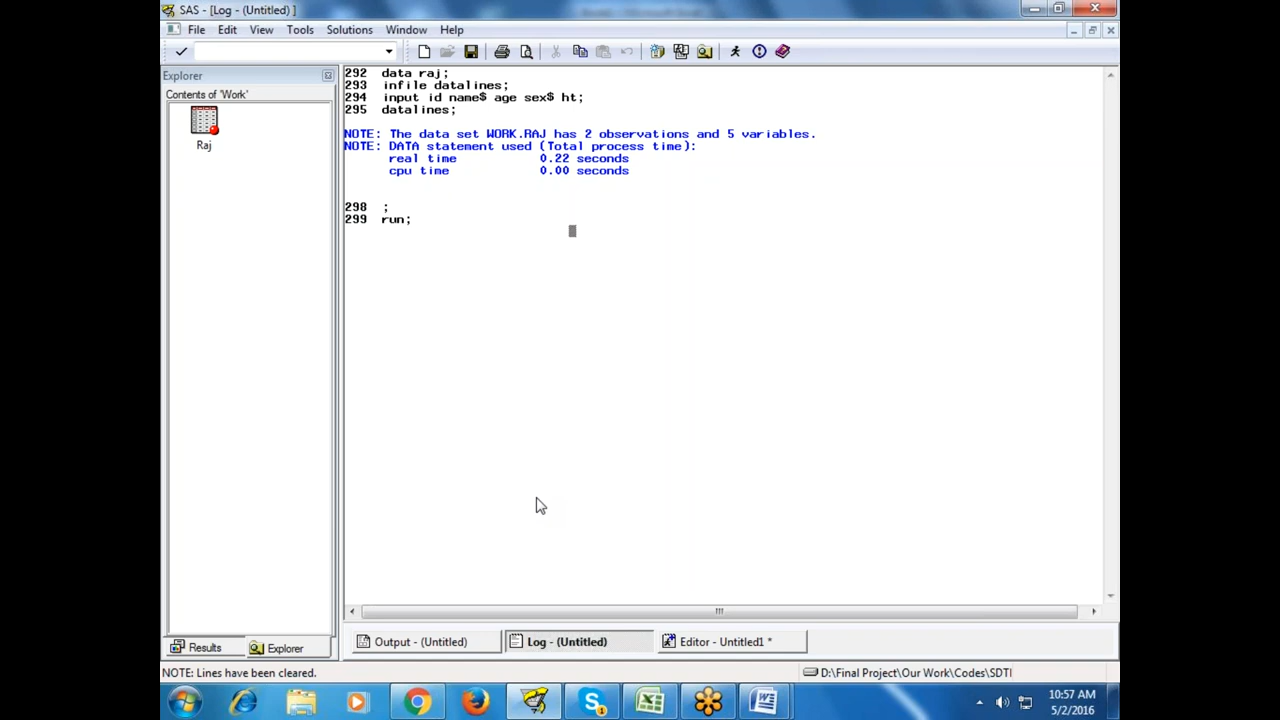 SAS - [Log - (Untitled) ]
File Edit View Tools Solutions Window Help
Explorer
Contents of 'Work'
Raj
292 data raj;
293 infile datalines;
294 input id name$ age sex$ ht;
295 datalines;
NOTE: The data set WORK.RAJ has 2 observations and 5 variables.
NOTE: DATA statement used (Total process time):
real time 0.22 seconds
cpu time 0.00 seconds
298 ;
299 run;
Results Explorer
Output - (Untitled) Log - (Untitled) Editor - Untitled1 *
NOTE: Lines have been cleared.
D:\Final Project\Our Work\Codes\SDTI
10:57 AM
5/2/2016